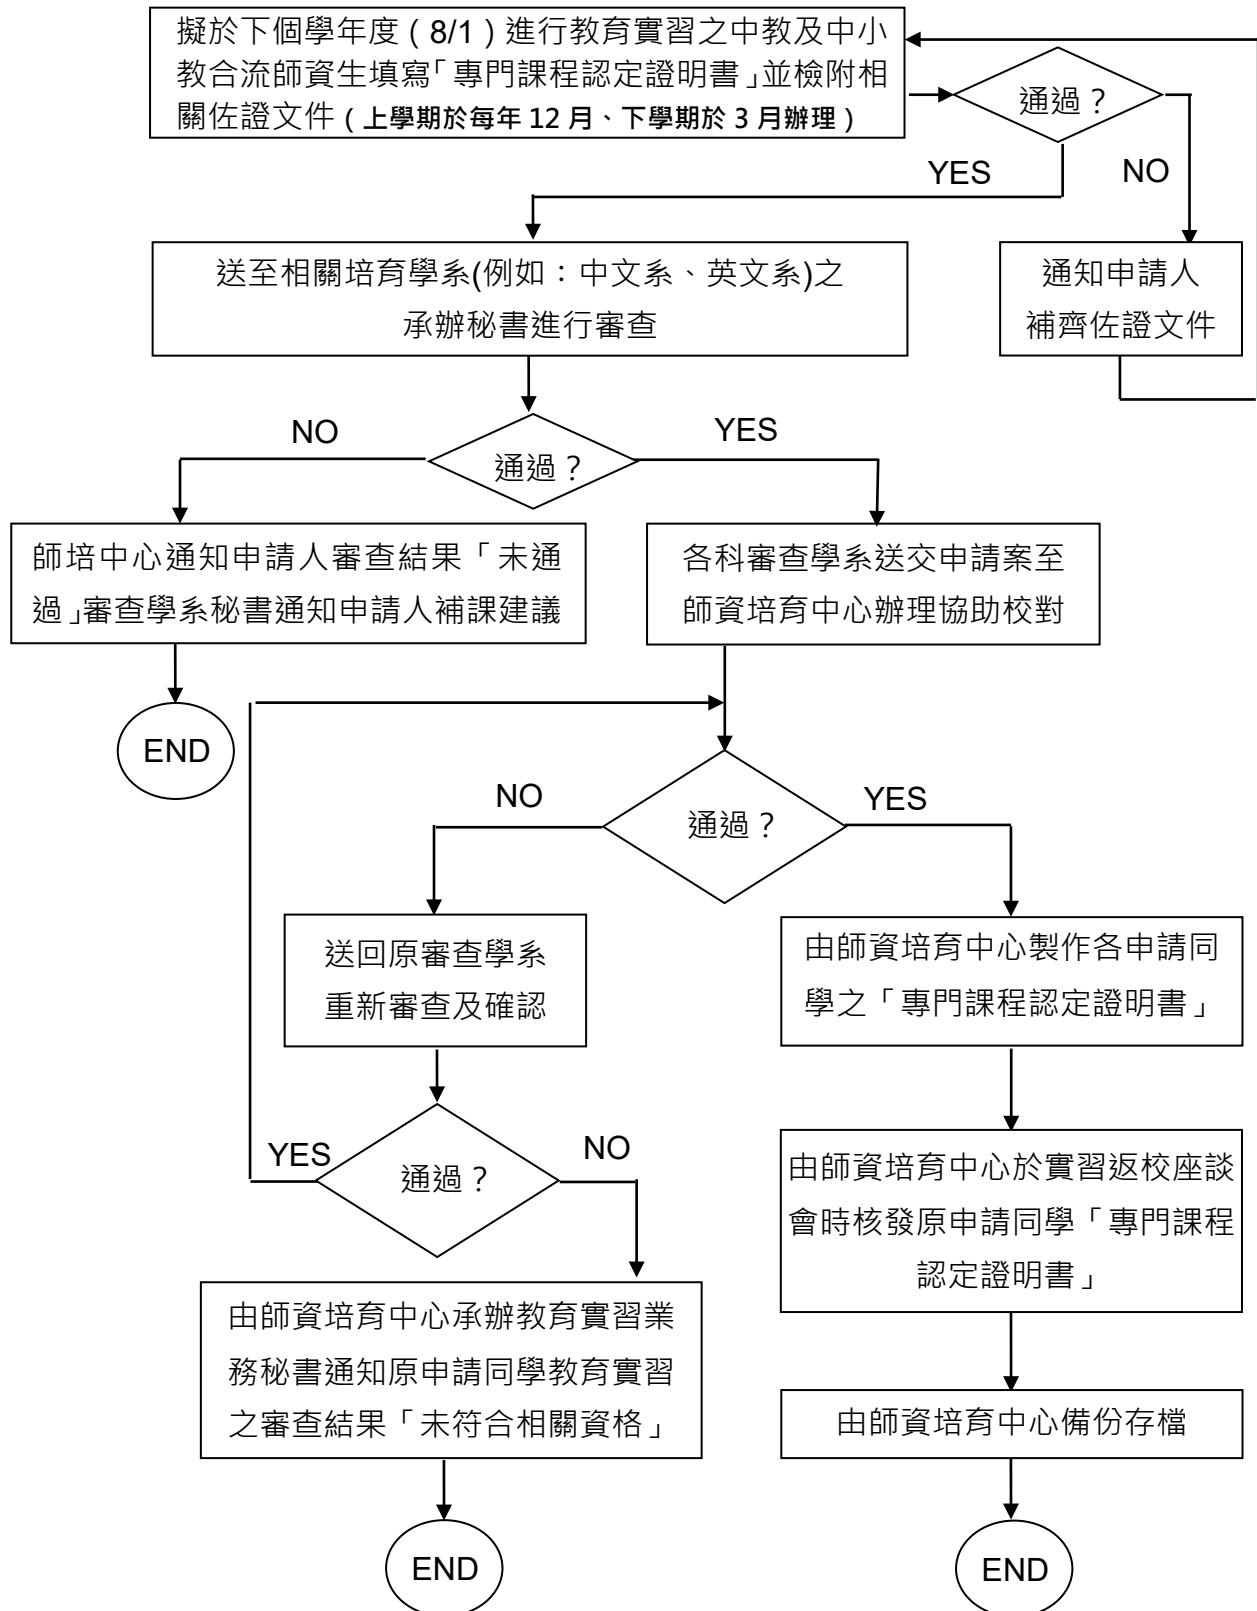 擬於下個學年度（8/1）進行教育實習之中教及中小
教合流師資生填寫「專門課程認定證明書」並檢附相
關佐證文件（上學期於每年 12 月、下學期於 3 月辦理）
通過？
YES
NO
送至相關培育學系(例如：中文系、英文系)之
承辦秘書進行審查
通知申請人
補齊佐證文件
NO
YES
通過？
師培中心通知申請人審查結果「未通
過」審查學系秘書通知申請人補課建議
各科審查學系送交申請案至
師資培育中心辦理協助校對
END
NO
YES
通過？
送回原審查學系
重新審查及確認
由師資培育中心製作各申請同
學之「專門課程認定證明書」
YES
NO
通過？
由師資培育中心於實習返校座談
會時核發原申請同學「專門課程
認定證明書」
由師資培育中心承辦教育實習業
務秘書通知原申請同學教育實習
之審查結果「未符合相關資格」
由師資培育中心備份存檔
END
END